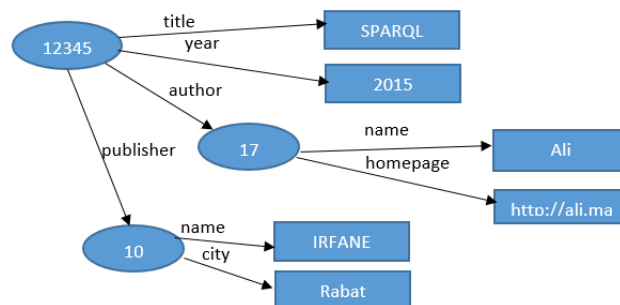 title
SPARQL
12345
year
2015
author
name
publisher
17
Ali
homepage
http://ali.ma
name
IRFANE
10
city
Rabat